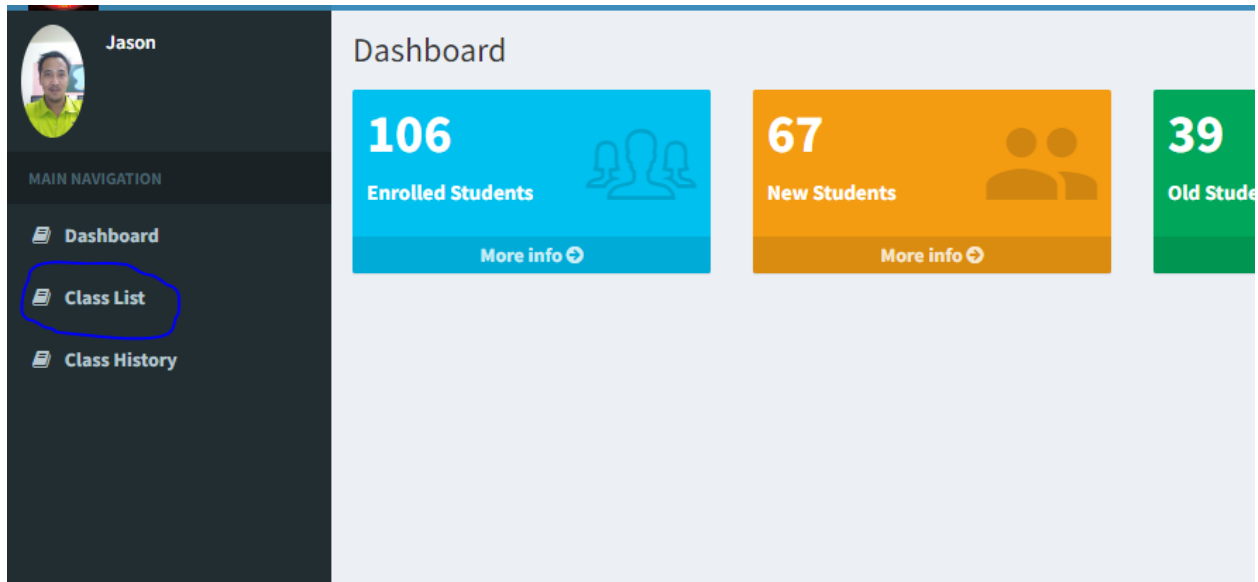 Jason
MAIN NAVIGATION
Dashboard
Class List
Class History
Dashboard
106
Enrolled Students
More info
67
New Students
More info
39
Old Stude